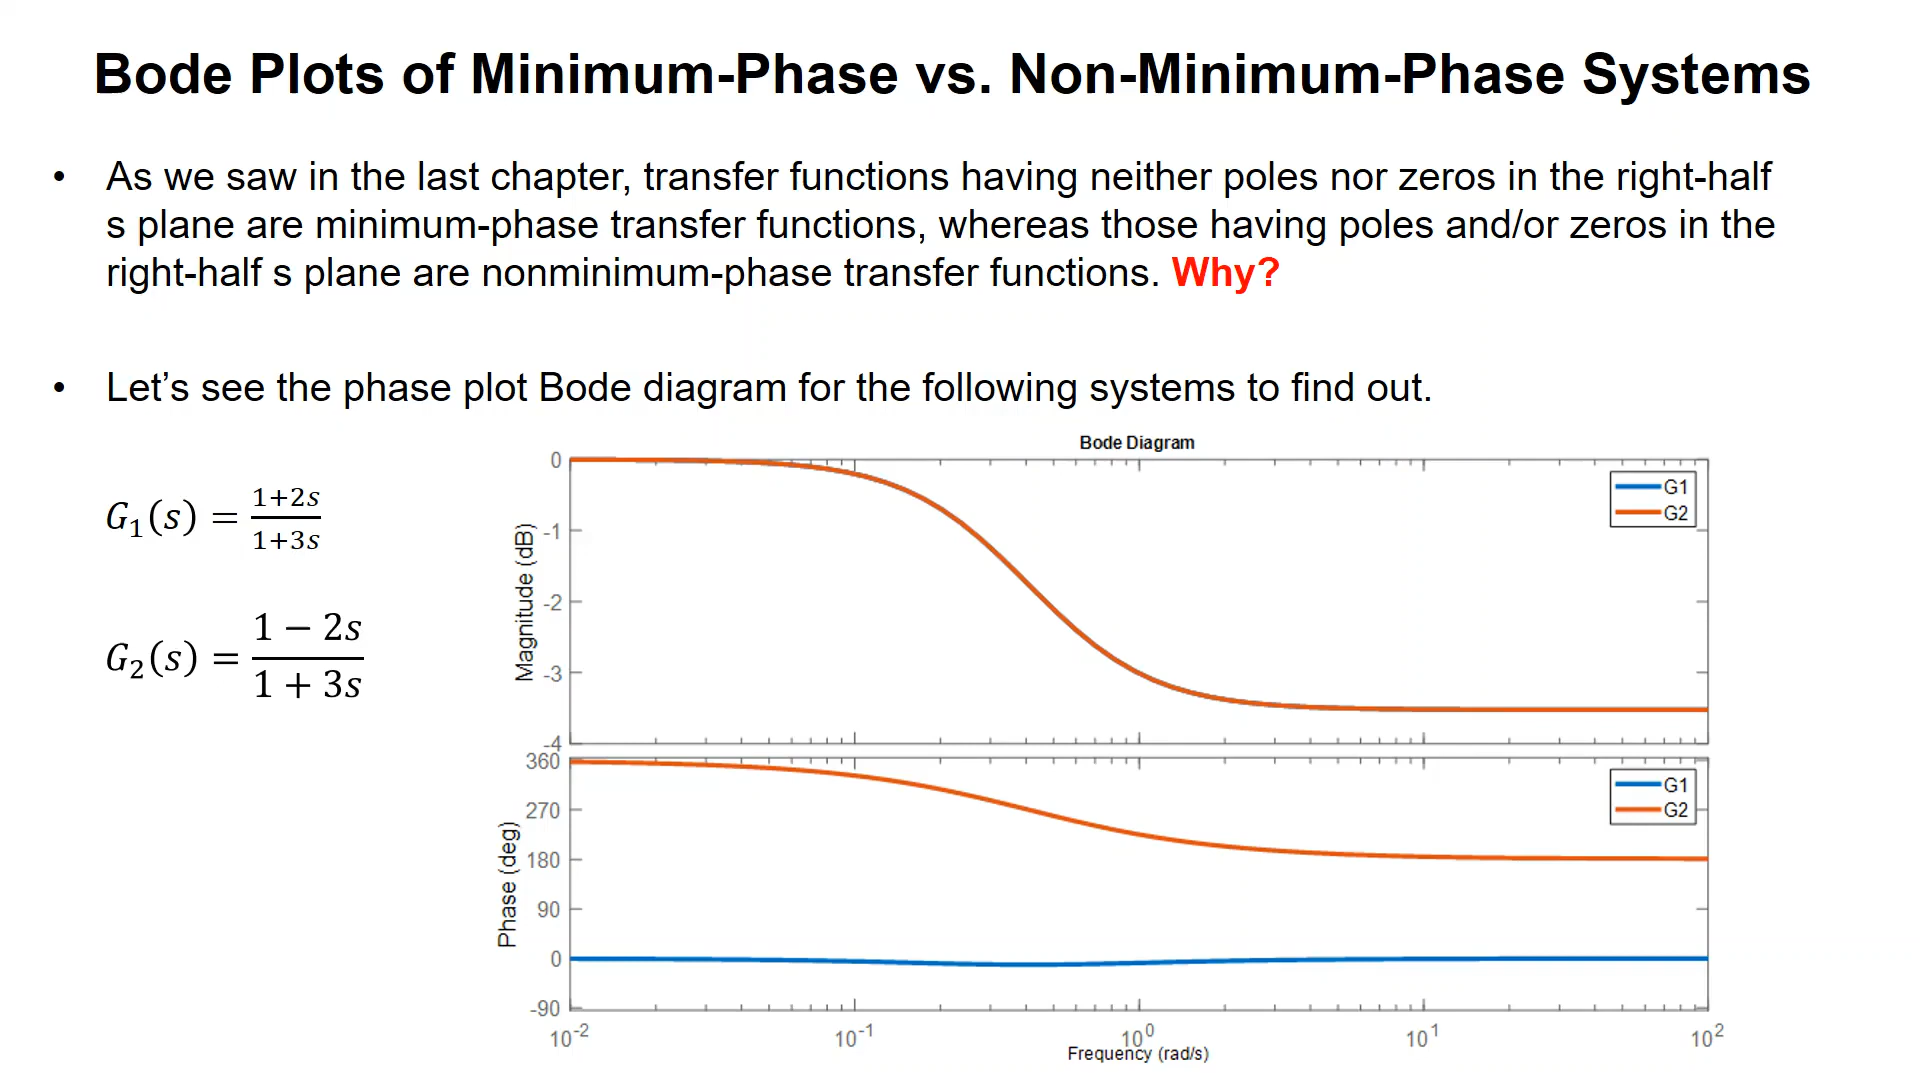 Bode Plots of Minimum-Phase vs. Non-Minimum-Phase Systems
• As we saw in the last chapter, transfer functions having neither poles nor zeros in the right-half
s plane are minimum-phase transfer functions, whereas those having poles and/or zeros in the
right-half s plane are nonminimum-phase transfer functions. Why?
• Let's see the phase plot Bode diagram for the following systems to find out.
G₁(s) = (1+2s)/(1+3s)
G₂(s) = (1 − 2s)/(1 + 3s)
Bode Diagram
Magnitude (dB)
0
-1
-2
-3
-4
G1
G2
Phase (deg)
360
270
180
90
0
-90
G1
G2
10⁻² 10⁻¹ 10⁰ 10¹ 10²
Frequency (rad/s)